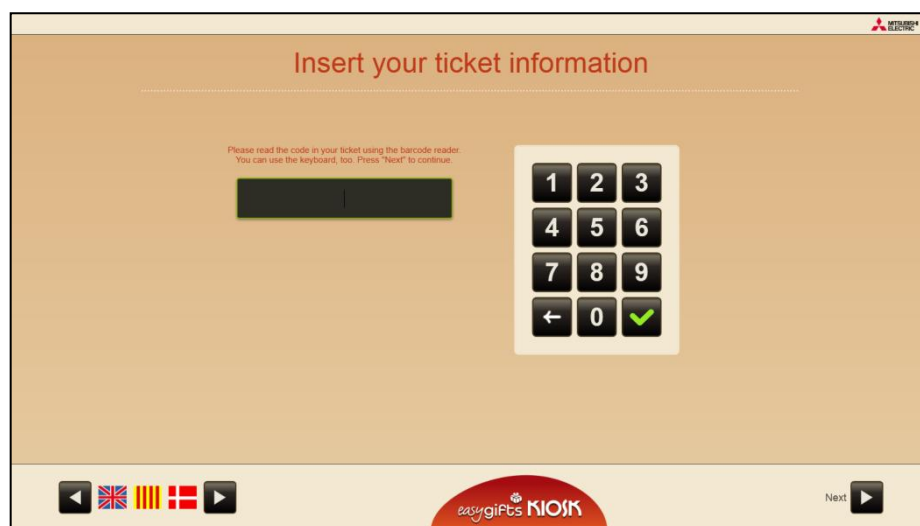 MITSUBISHI
ELECTRIC
Insert your ticket information
Please read the code in your ticket using the barcode reader.
You can use the keyboard, too. Press "Next" to continue.
1 2 3
4 5 6
7 8 9
0
easygifts KIOSK
Next